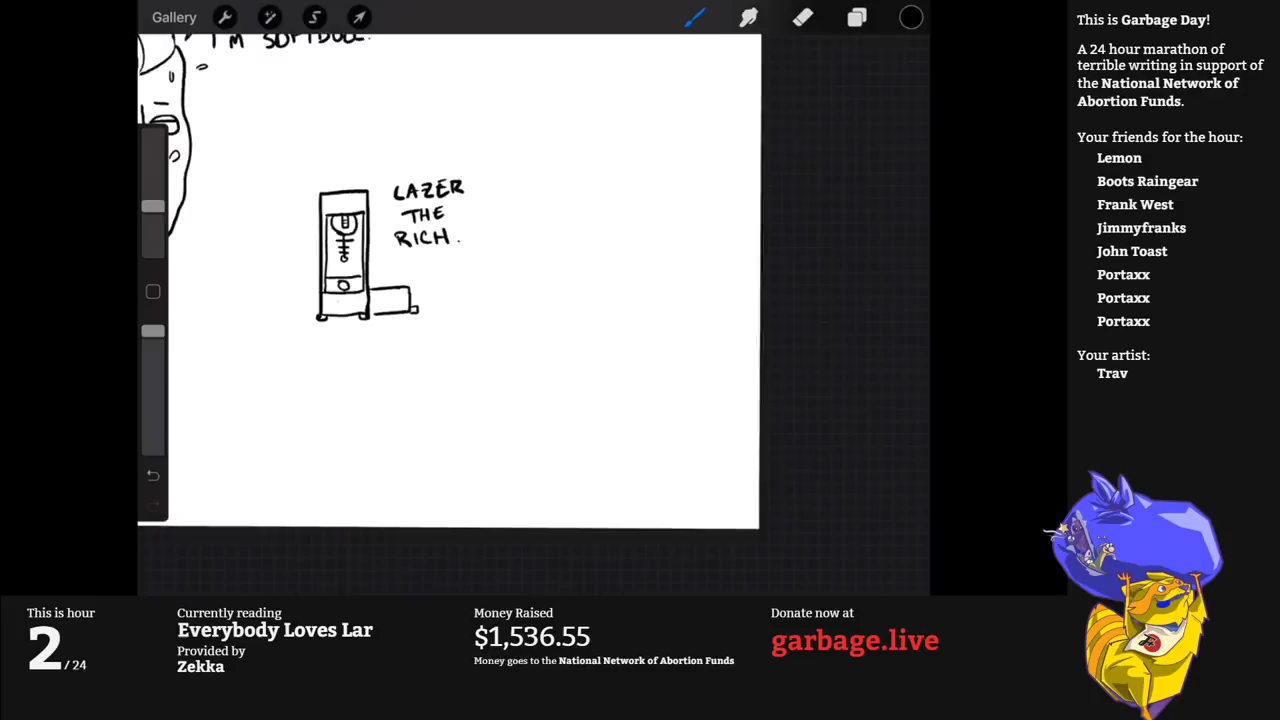 Gallery
I'M SOFTDULL.
LAZER
THE
RICH.
This is Garbage Day!
A 24 hour marathon of
terrible writing in support of
the National Network of
Abortion Funds.
Your friends for the hour:
Lemon
Boots Raingear
Frank West
Jimmyfranks
John Toast
Portaxx
Portaxx
Portaxx
Your artist:
Trav
This is hour
2 / 24
Currently reading
Everybody Loves Lar
Provided by
Zekka
Money Raised
$1,536.55
Money goes to the National Network of Abortion Funds
Donate now at
garbage.live